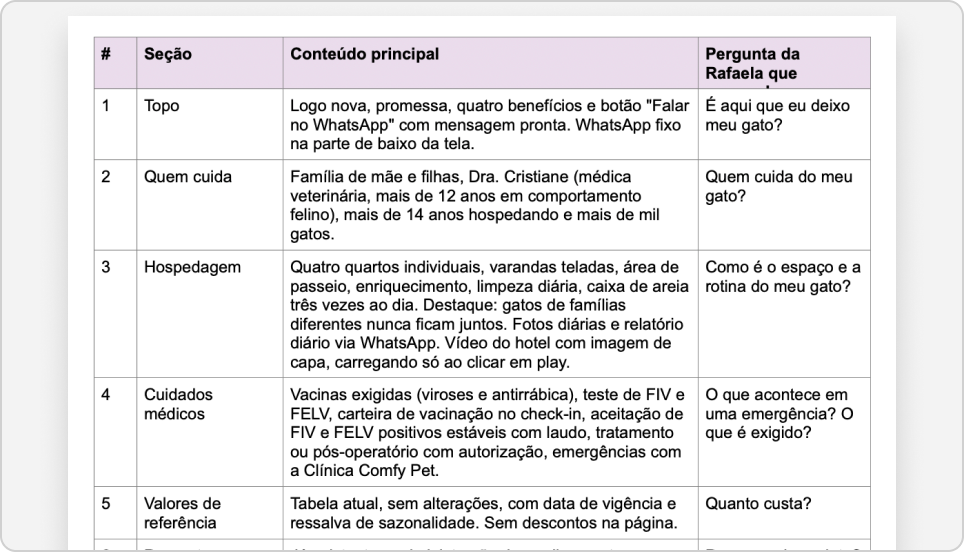 # Seção Conteúdo principal Pergunta da
Rafaela que
1 Topo Logo nova, promessa, quatro benefícios e botão "Falar É aqui que eu deixo
no WhatsApp" com mensagem pronta. WhatsApp fixo meu gato?
na parte de baixo da tela.
2 Quem cuida Família de mãe e filhas, Dra. Cristiane (médica Quem cuida do meu
veterinária, mais de 12 anos em comportamento gato?
felino), mais de 14 anos hospedando e mais de mil
gatos.
3 Hospedagem Quatro quartos individuais, varandas teladas, área de Como é o espaço e a
passeio, enriquecimento, limpeza diária, caixa de areia rotina do meu gato?
três vezes ao dia. Destaque: gatos de famílias
diferentes nunca ficam juntos. Fotos diárias e relatório
diário via WhatsApp. Vídeo do hotel com imagem de
capa, carregando só ao clicar em play.
4 Cuidados Vacinas exigidas (viroses e antirrábica), teste de FIV e O que acontece em
médicos FELV, carteira de vacinação no check-in, aceitação de uma emergência? O
FIV e FELV positivos estáveis com laudo, tratamento que é exigido?
ou pós-operatório com autorização, emergências com
a Clínica Comfy Pet.
5 Valores de Tabela atual, sem alterações, com data de vigência e Quanto custa?
referência ressalva de sazonalidade. Sem descontos na página.